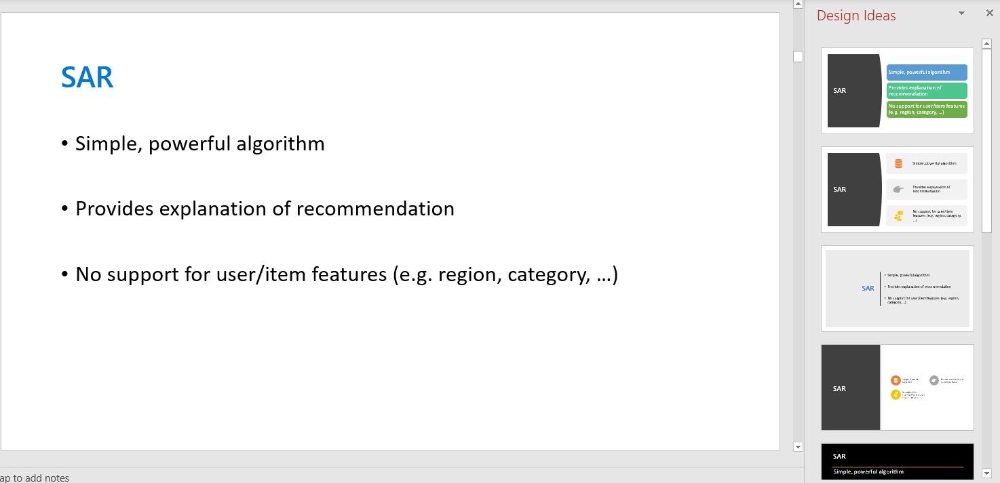 SAR
• Simple, powerful algorithm
• Provides explanation of recommendation
• No support for user/item features (e.g. region, category, ...)
ap to add notes
Design Ideas
SAR
Simple, powerful algorithm
Provides explanation of
recommendation
No support for user/item features
(e.g. region, category, ...)
SAR
Simple, powerful algorithm
Provides explanation of
recommendation
No support for user/item
features (e.g. region, category,
...)
SAR
• Simple, powerful algorithm
• Provides explanation of recommendation
• No support for user/item features (e.g. region,
category, ...)
SAR
SAR
Simple, powerful algorithm